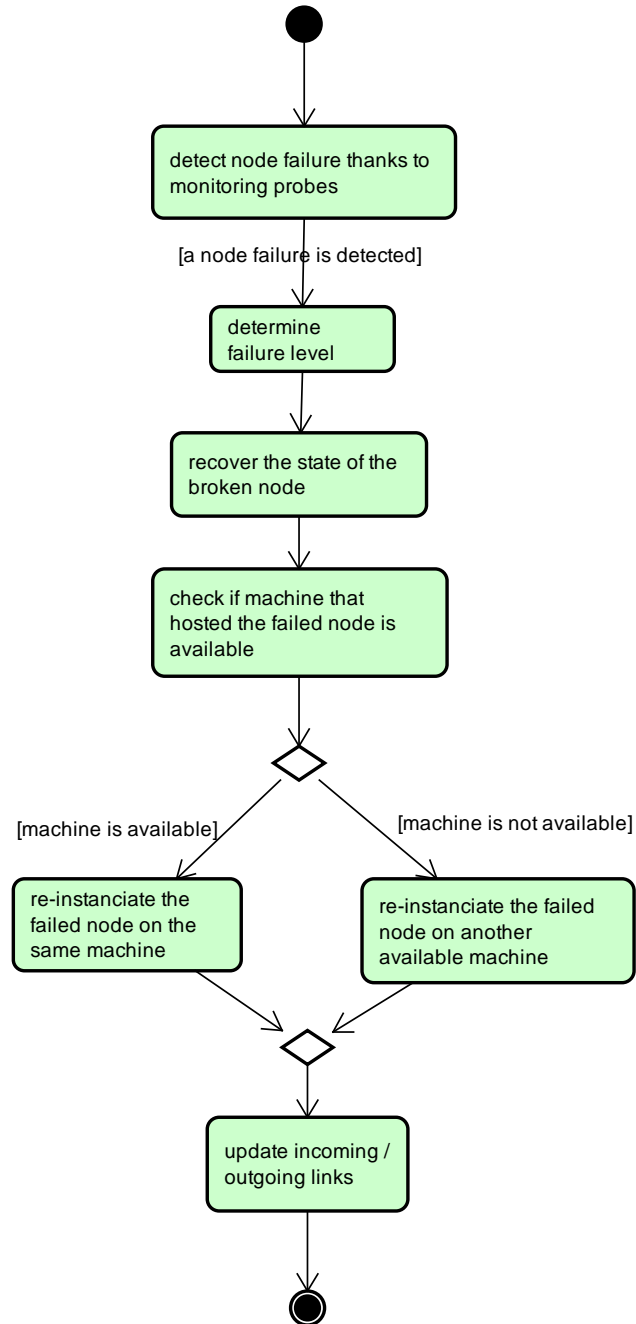 detect node failure thanks to
monitoring probes
[a node failure is detected]
determine
failure level
recover the state of the
broken node
check if machine that
hosted the failed node is
available
[machine is available]
[machine is not available]
re-instanciate the
failed node on the
same machine
re-instanciate the failed
node on another
available machine
update incoming /
outgoing links